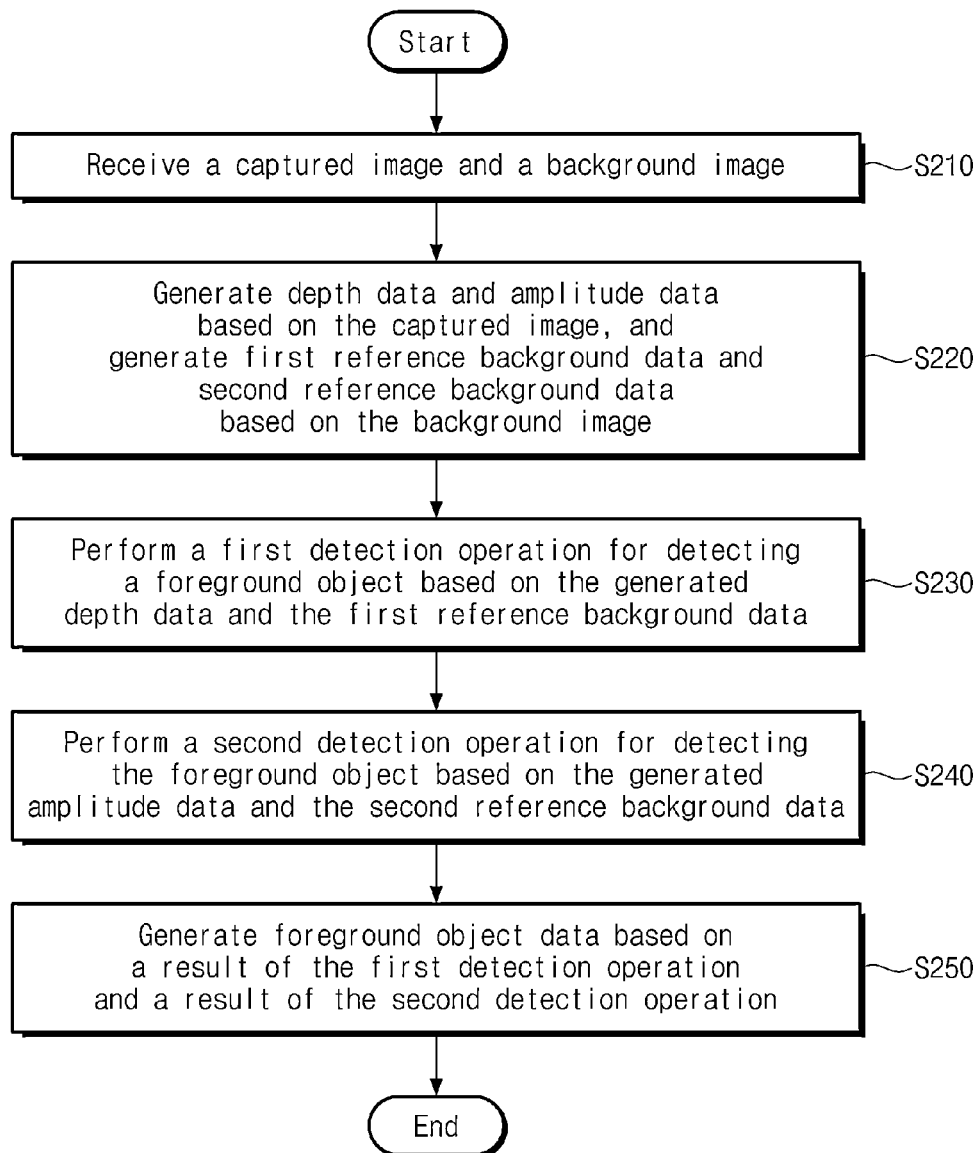 Start
Receive a captured image and a background image
S210
Generate depth data and amplitude data
based on the captured image, and
generate first reference background data and
second reference background data
based on the background image
S220
Perform a first detection operation for detecting
a foreground object based on the generated
depth data and the first reference background data
S230
Perform a second detection operation for detecting
the foreground object based on the generated
amplitude data and the second reference background data
S240
Generate foreground object data based on
a result of the first detection operation
and a result of the second detection operation
S250
End